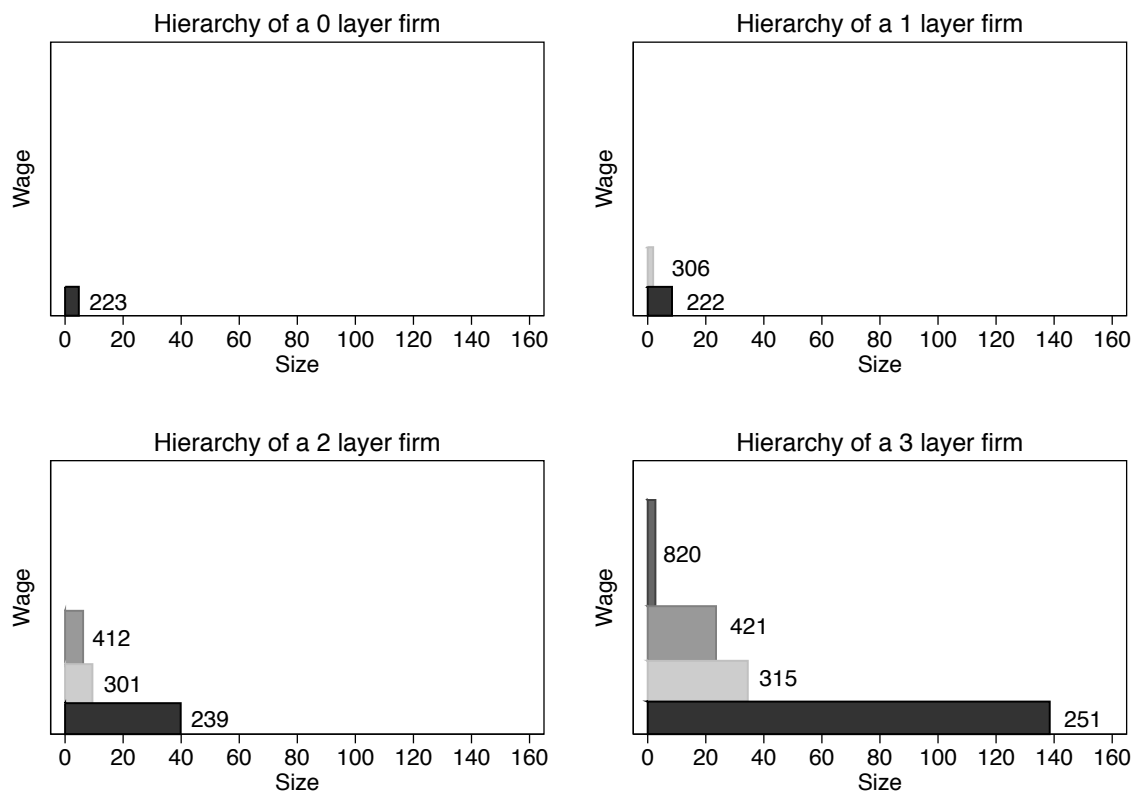 Hierarchy of a 0 layer firm
Wage
223
0 20 40 60 80 100 120 140 160
Size
Hierarchy of a 1 layer firm
Wage
306
222
0 20 40 60 80 100 120 140 160
Size
Hierarchy of a 2 layer firm
Wage
412
301
239
0 20 40 60 80 100 120 140 160
Size
Hierarchy of a 3 layer firm
Wage
820
421
315
251
0 20 40 60 80 100 120 140 160
Size